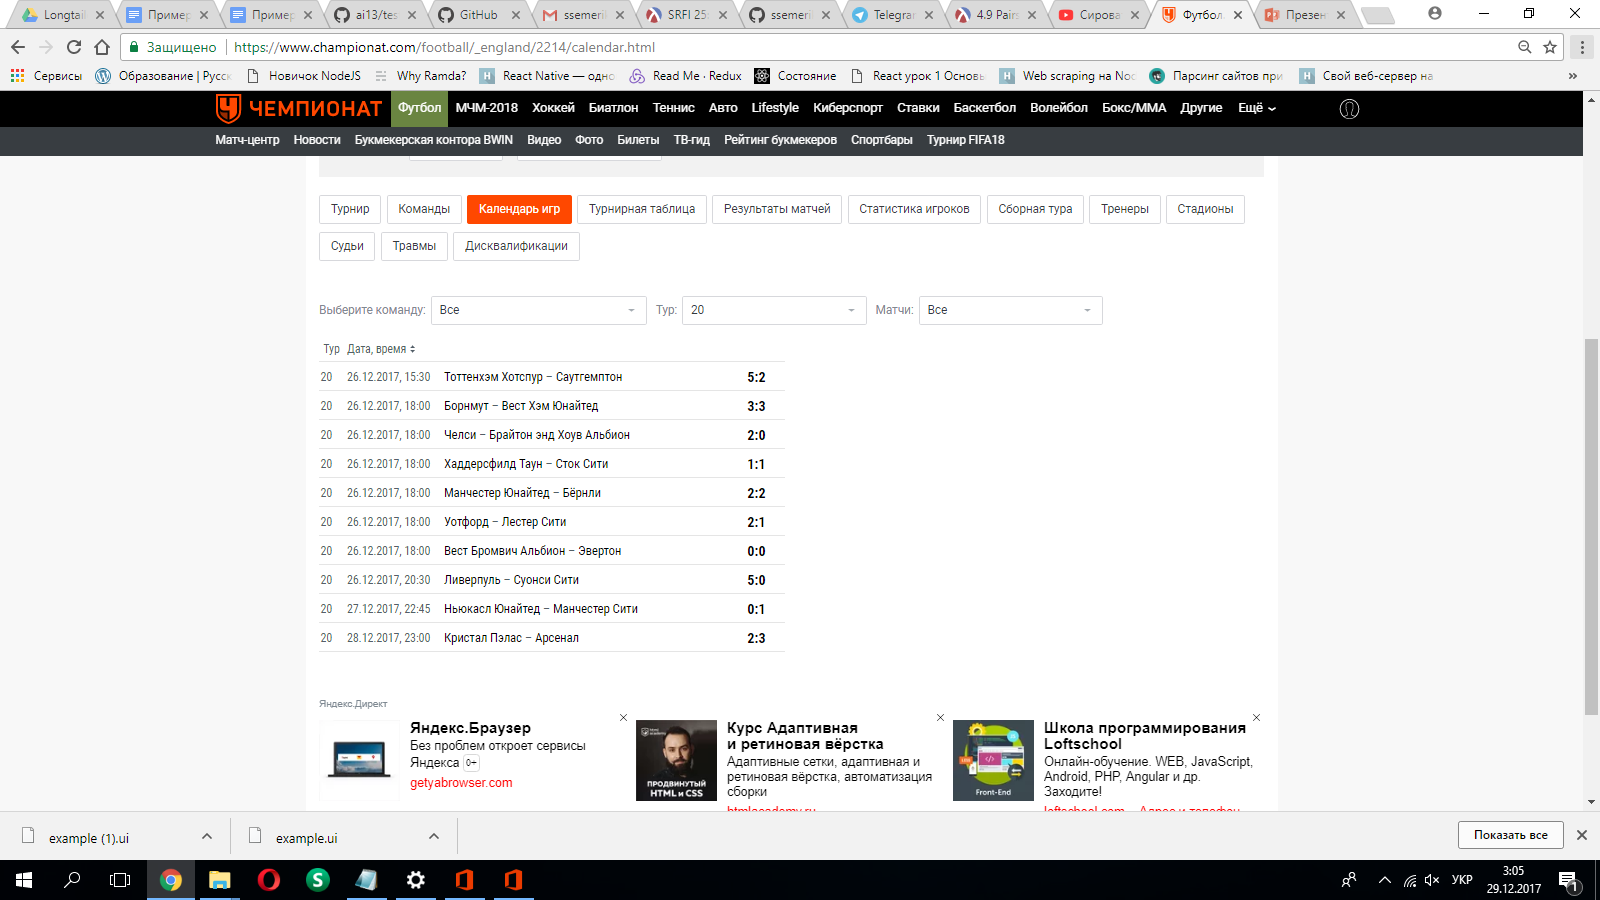 Longtail
Пример
Пример
ai13/tes
GitHub
ssemerik
SRFI 25:
ssemerik
Telegram
4.9 Pairs
Сирова
Футбол.
Презент
Защищено https://www.championat.com/football/_england/2214/calendar.html
Сервисы Образование | Русск Новичок NodeJS Why Ramda? React Native — одно Read Me · Redux Состояние React урок 1 Основы Web scraping на Nod Парсинг сайтов при Свой веб-сервер на »
ЧЕМПИОНАТ Футбол МЧМ-2018 Хоккей Биатлон Теннис Авто Lifestyle Киберспорт Ставки Баскетбол Волейбол Бокс/ММА Другие Ещё
Матч-центр Новости Букмекерская контора BWIN Видео Фото Билеты ТВ-гид Рейтинг букмекеров Спортбары Турнир FIFA18
Турнир Команды Календарь игр Турнирная таблица Результаты матчей Статистика игроков Сборная тура Тренеры Стадионы
Судьи Травмы Дисквалификации
Выберите команду: Все Тур: 20 Матчи: Все
Тур Дата, время
20 26.12.2017, 15:30 Тоттенхэм Хотспур – Саутгемптон 5:2
20 26.12.2017, 18:00 Борнмут – Вест Хэм Юнайтед 3:3
20 26.12.2017, 18:00 Челси – Брайтон энд Хоув Альбион 2:0
20 26.12.2017, 18:00 Хаддерсфилд Таун – Сток Сити 1:1
20 26.12.2017, 18:00 Манчестер Юнайтед – Бёрнли 2:2
20 26.12.2017, 18:00 Уотфорд – Лестер Сити 2:1
20 26.12.2017, 18:00 Вест Бромвич Альбион – Эвертон 0:0
20 26.12.2017, 20:30 Ливерпуль – Суонси Сити 5:0
20 27.12.2017, 22:45 Ньюкасл Юнайтед – Манчестер Сити 0:1
20 28.12.2017, 23:00 Кристал Пэлас – Арсенал 2:3
Яндекс.Директ
Яндекс.Браузер
Без проблем откроет сервисы
Яндекса 0+
getyabrowser.com
ПРОДВИНУТЫЙ
HTML и CSS
Курс Адаптивная
и ретиновая вёрстка
Адаптивные сетки, адаптивная и
ретиновая вёрстка, автоматизация
сборки
htmlacademy.ru
Front-End
Школа программирования
Loftschool
Онлайн-обучение. WEB, JavaScript,
Android, PHP, Angular и др.
Заходите!
loftschool.com Адрес и телефон
example (1).ui
example.ui
Показать все
УКР
3:05
29.12.2017
1